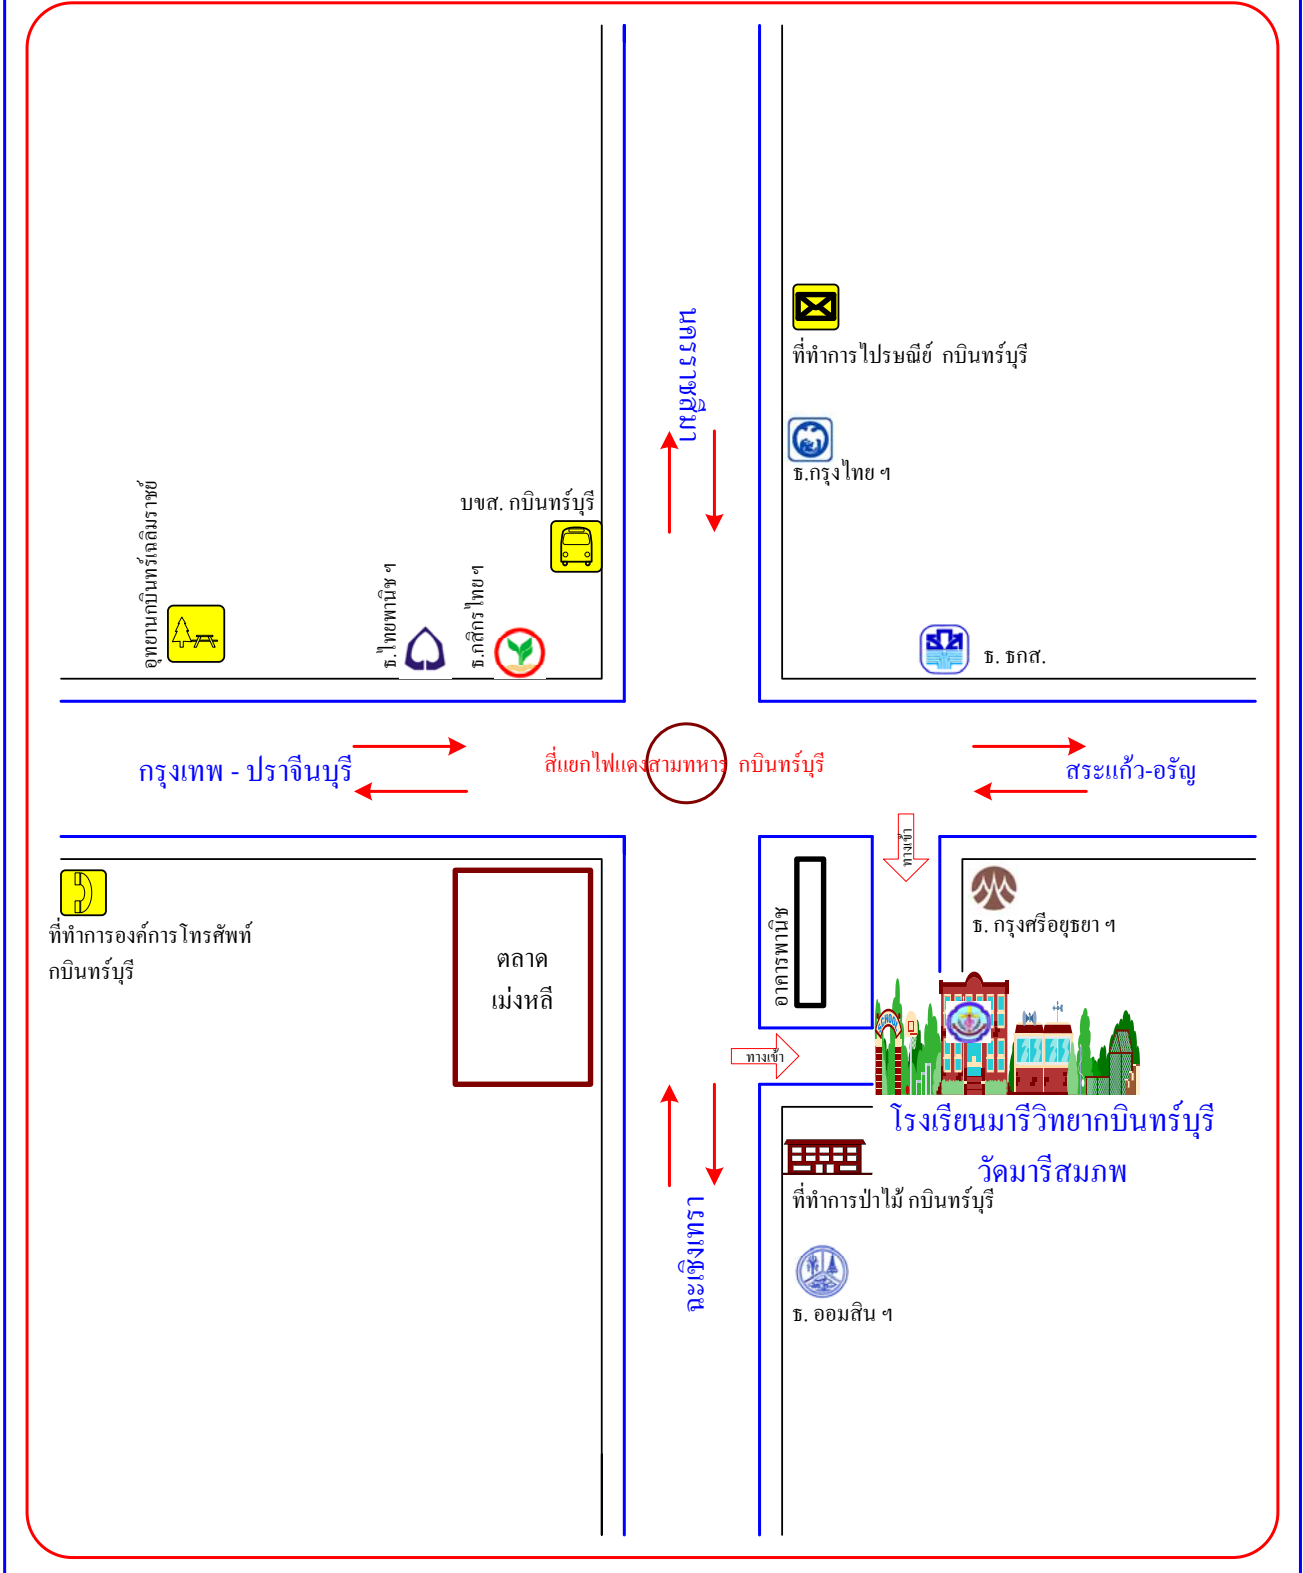 นครราชสีมา
ที่ทำการไปรษณีย์ กบินทร์บุรี
ธ.กรุงไทย ฯ
บขส. กบินทร์บุรี
อุทยานกบินทร์เฉลิมราชย์
ธ.ไทยพานิช ฯ
ธ.กสิกรไทย ฯ
ธ. ธกส.
กรุงเทพ - ปราจีนบุรี
สี่แยกไฟแดงสามทหาร กบินทร์บุรี
สระแก้ว-อรัญ
ทางเข้า
ที่ทำการองค์การโทรศัพท์
กบินทร์บุรี
ตลาด
เม่งหลี
อาคารพานิช
ธ. กรุงศรีอยุธยา ฯ
SCHOOL
ทางเข้า
โรงเรียนมารีวิทยากบินทร์บุรี
วัดมารีสมภพ
ที่ทำการป่าไม้ กบินทร์บุรี
ฉะเชิงเทรา
ธ. ออมสิน ฯ